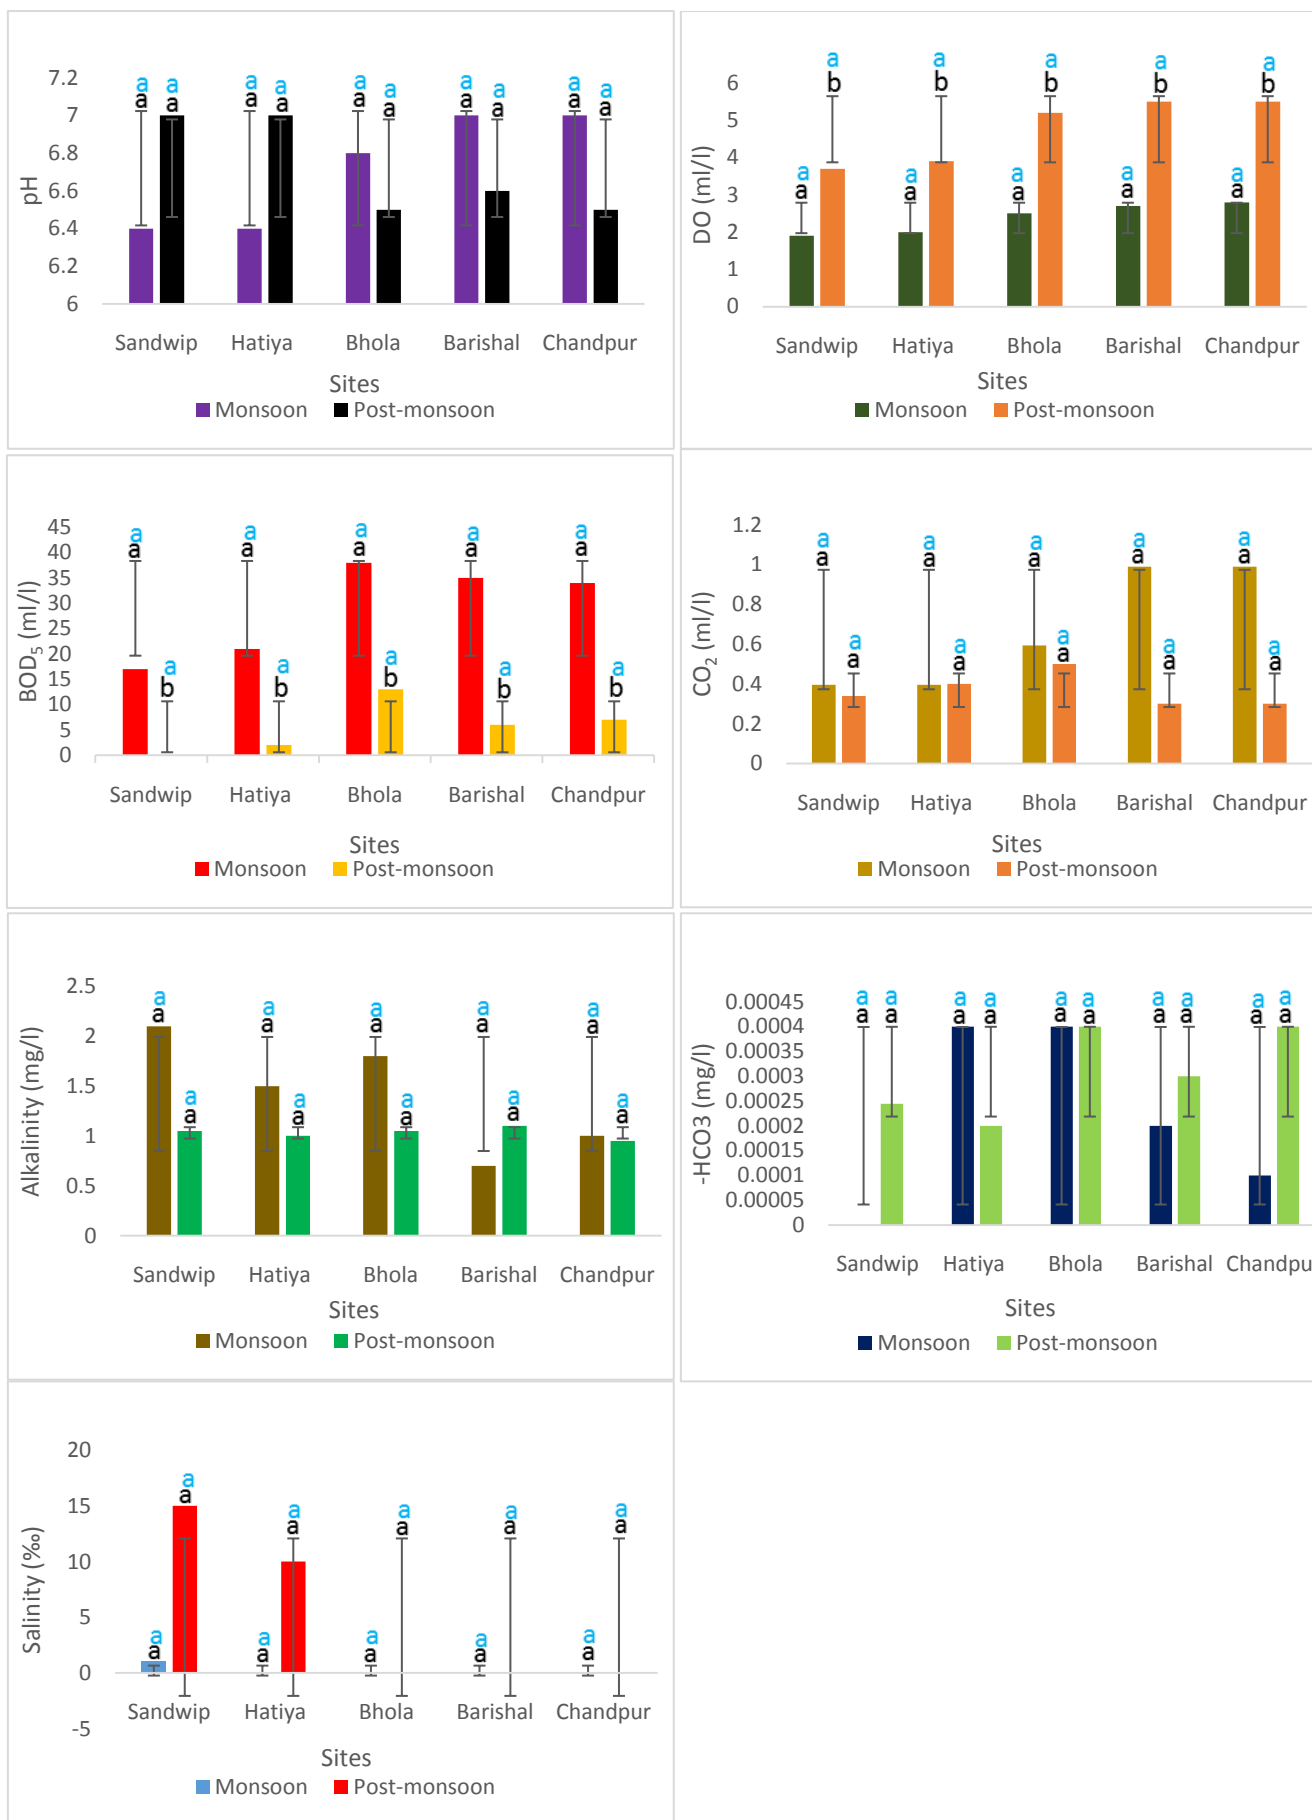 pH
7.2
7
6.8
6.6
6.4
6.2
6
a a a a a a a a a a
a a a a a a a a a a
Sandwip Hatiya Bhola Barishal Chandpur
Sites
Monsoon Post-monsoon
DO (ml/l)
6
5
4
3
2
1
0
a a a a a
b b b b b
a a a a a
a a a a a
Sandwip Hatiya Bhola Barishal Chandpur
Sites
Monsoon Post-monsoon
BOD5 (ml/l)
45
40
35
30
25
20
15
10
5
0
a a a a a
a a a a a
a a a a a
b b b b b
Sandwip Hatiya Bhola Barishal Chandpur
Sites
Monsoon Post-monsoon
CO2 (ml/l)
1.2
1
0.8
0.6
0.4
0.2
0
a a a a a
a a a a a
a a a a a
a a a a a
Sandwip Hatiya Bhola Barishal Chandpur
Sites
Monsoon Post-monsoon
Alkalinity (mg/l)
2.5
2
1.5
1
0.5
0
a a a a a
a a a a a
a a a a a
a a a a a
Sandwip Hatiya Bhola Barishal Chandpur
Sites
Monsoon Post-monsoon
-HCO3 (mg/l)
0.00045
0.0004
0.00035
0.0003
0.00025
0.0002
0.00015
0.0001
0.00005
0
a a a a a a a a a a
a a a a a a a a a a
Sandwip Hatiya Bhola Barishal Chandpur
Sites
Monsoon Post-monsoon
Salinity (‰)
20
15
10
5
0
-5
a a a a a
a a a a a
a a a a a
a a a a a
Sandwip Hatiya Bhola Barishal Chandpur
Sites
Monsoon Post-monsoon